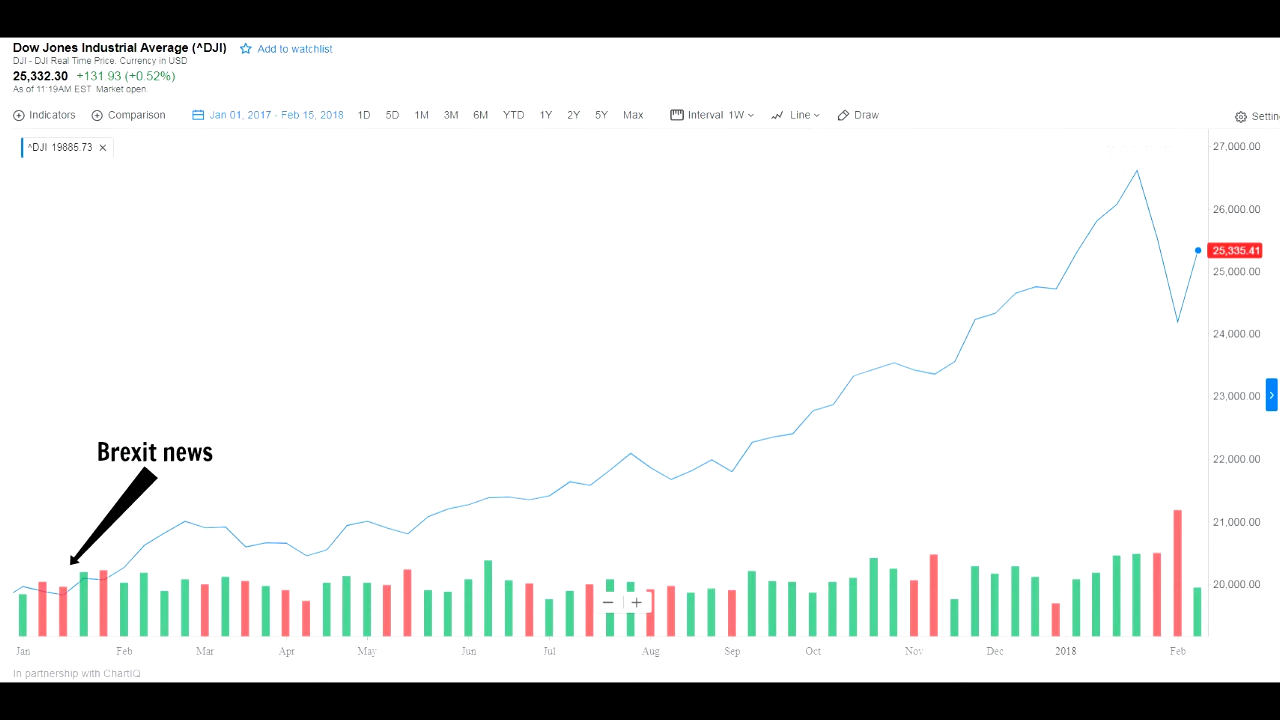 Dow Jones Industrial Average (^DJI) Add to watchlist
DJI - DJI Real Time Price. Currency in USD
25,332.30 +131.93 (+0.52%)
As of 11:19AM EST. Market open.
Indicators Comparison Jan 01, 2017 - Feb 15, 2018 1D 5D 1M 3M 6M YTD 1Y 2Y 5Y Max Interval 1W Line Draw Settin
^DJI 19885.73
27,000.00
26,000.00
25,335.41
25,000.00
24,000.00
23,000.00
Brexit news
22,000.00
21,000.00
20,000.00
Jan Feb Mar Apr May Jun Jul Aug Sep Oct Nov Dec 2018 Feb
In partnership with ChartIQ